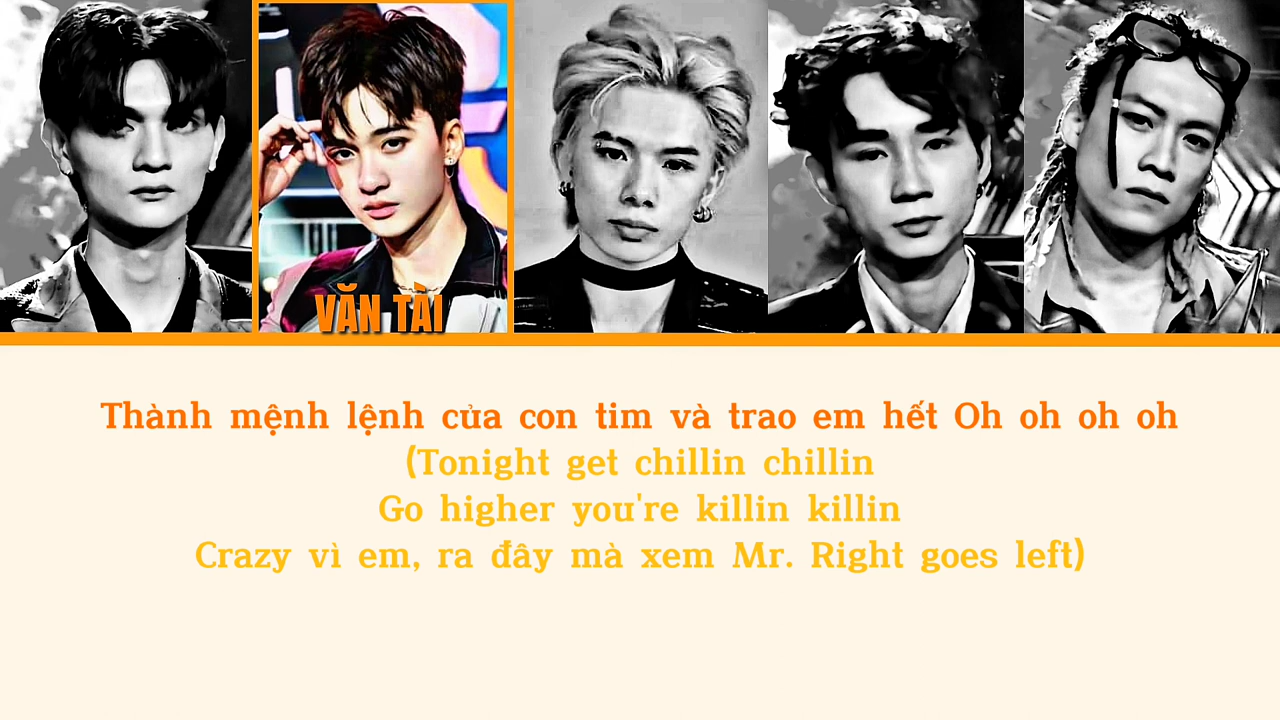 VĂN TÀI
Thành mệnh lệnh của con tim và trao em hết Oh oh oh oh
(Tonight get chillin chillin
Go higher you're killin killin
Crazy vì em, ra đây mà xem Mr. Right goes left)